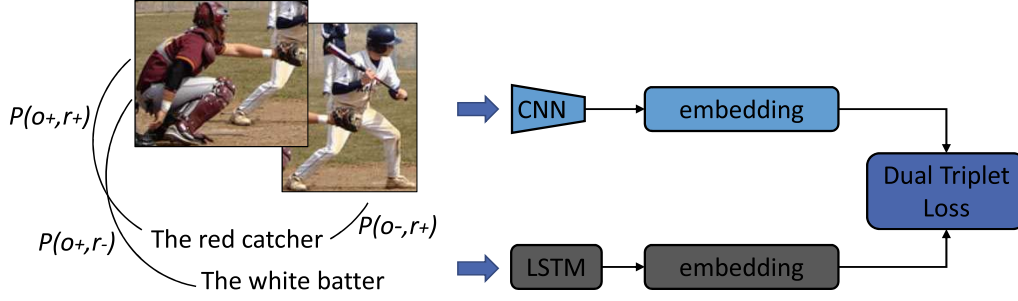 P(o+,r+)
P(o+,r-)
P(o-,r+)
The red catcher
The white batter
CNN
embedding
Dual Triplet
Loss
LSTM
embedding